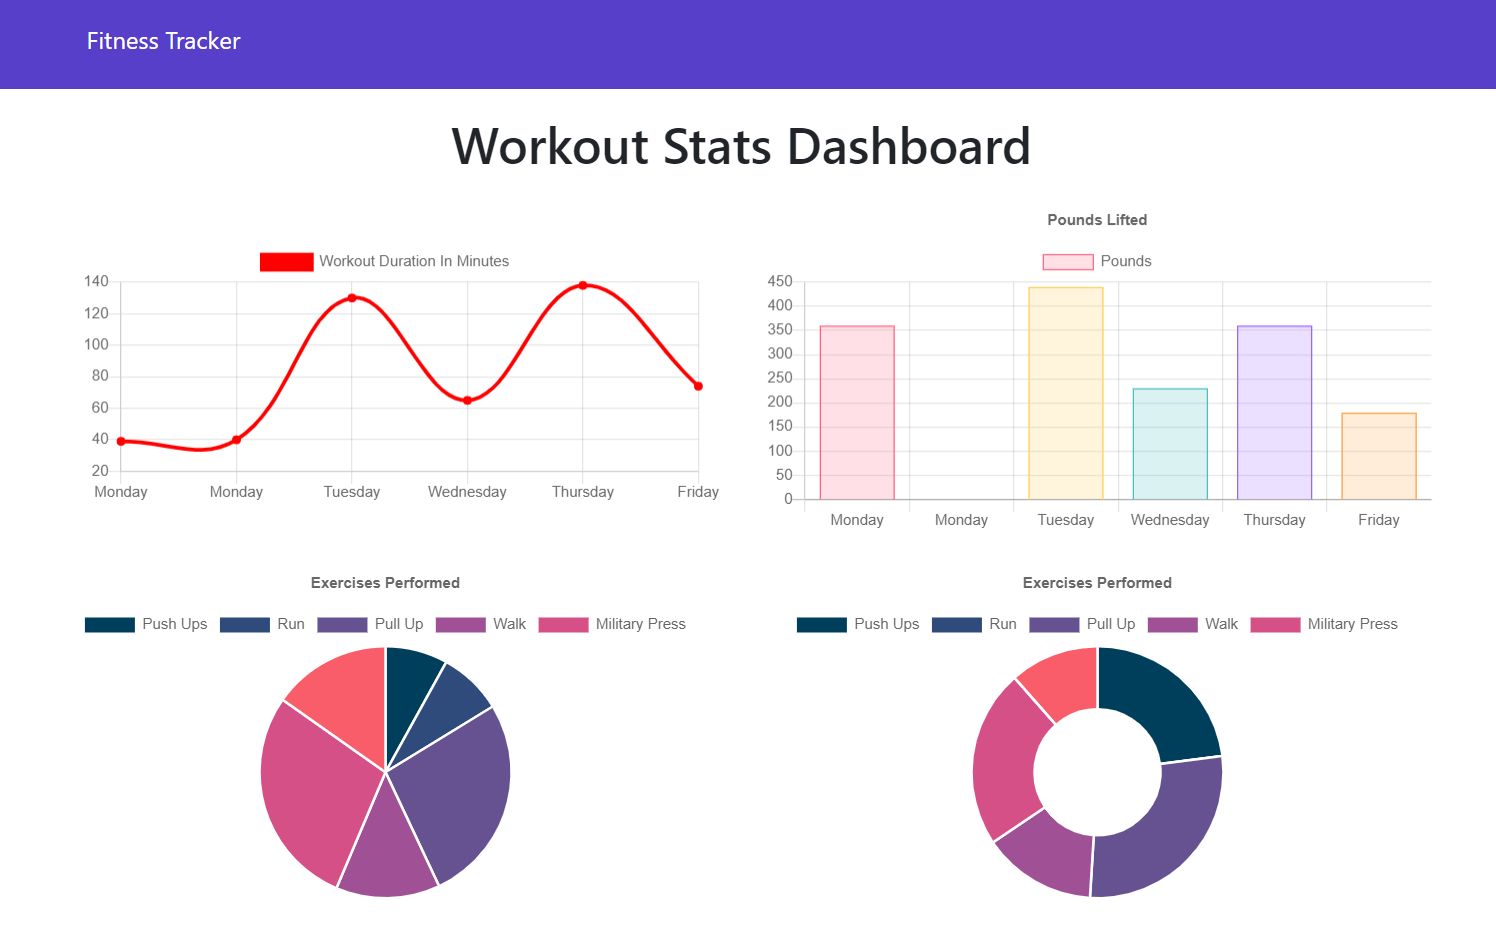 Fitness Tracker
Workout Stats Dashboard
Workout Duration In Minutes
140
120
100
80
60
40
20
Monday Monday Tuesday Wednesday Thursday Friday
Pounds Lifted
Pounds
450
400
350
300
250
200
150
100
50
0
Monday Monday Tuesday Wednesday Thursday Friday
Exercises Performed
Push Ups Run Pull Up Walk Military Press
Exercises Performed
Push Ups Run Pull Up Walk Military Press